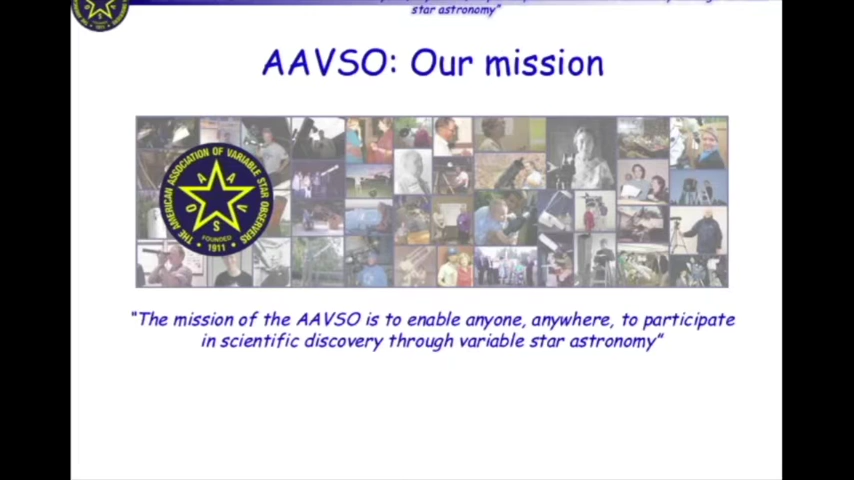 star astronomy”
AAVSO: Our mission
THE AMERICAN ASSOCIATION OF VARIABLE STAR OBSERVERS
A A V S O
FOUNDED
• 1911 •
“The mission of the AAVSO is to enable anyone, anywhere, to participate
in scientific discovery through variable star astronomy”